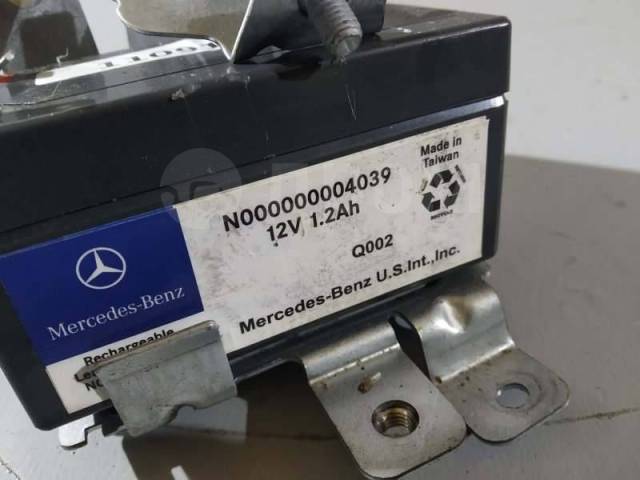 N000000004039
12V 1.2Ah
Made in
Taiwan
Q002
Mercedes-Benz U.S.Int.,Inc.
Mercedes-Benz
Rechargeable